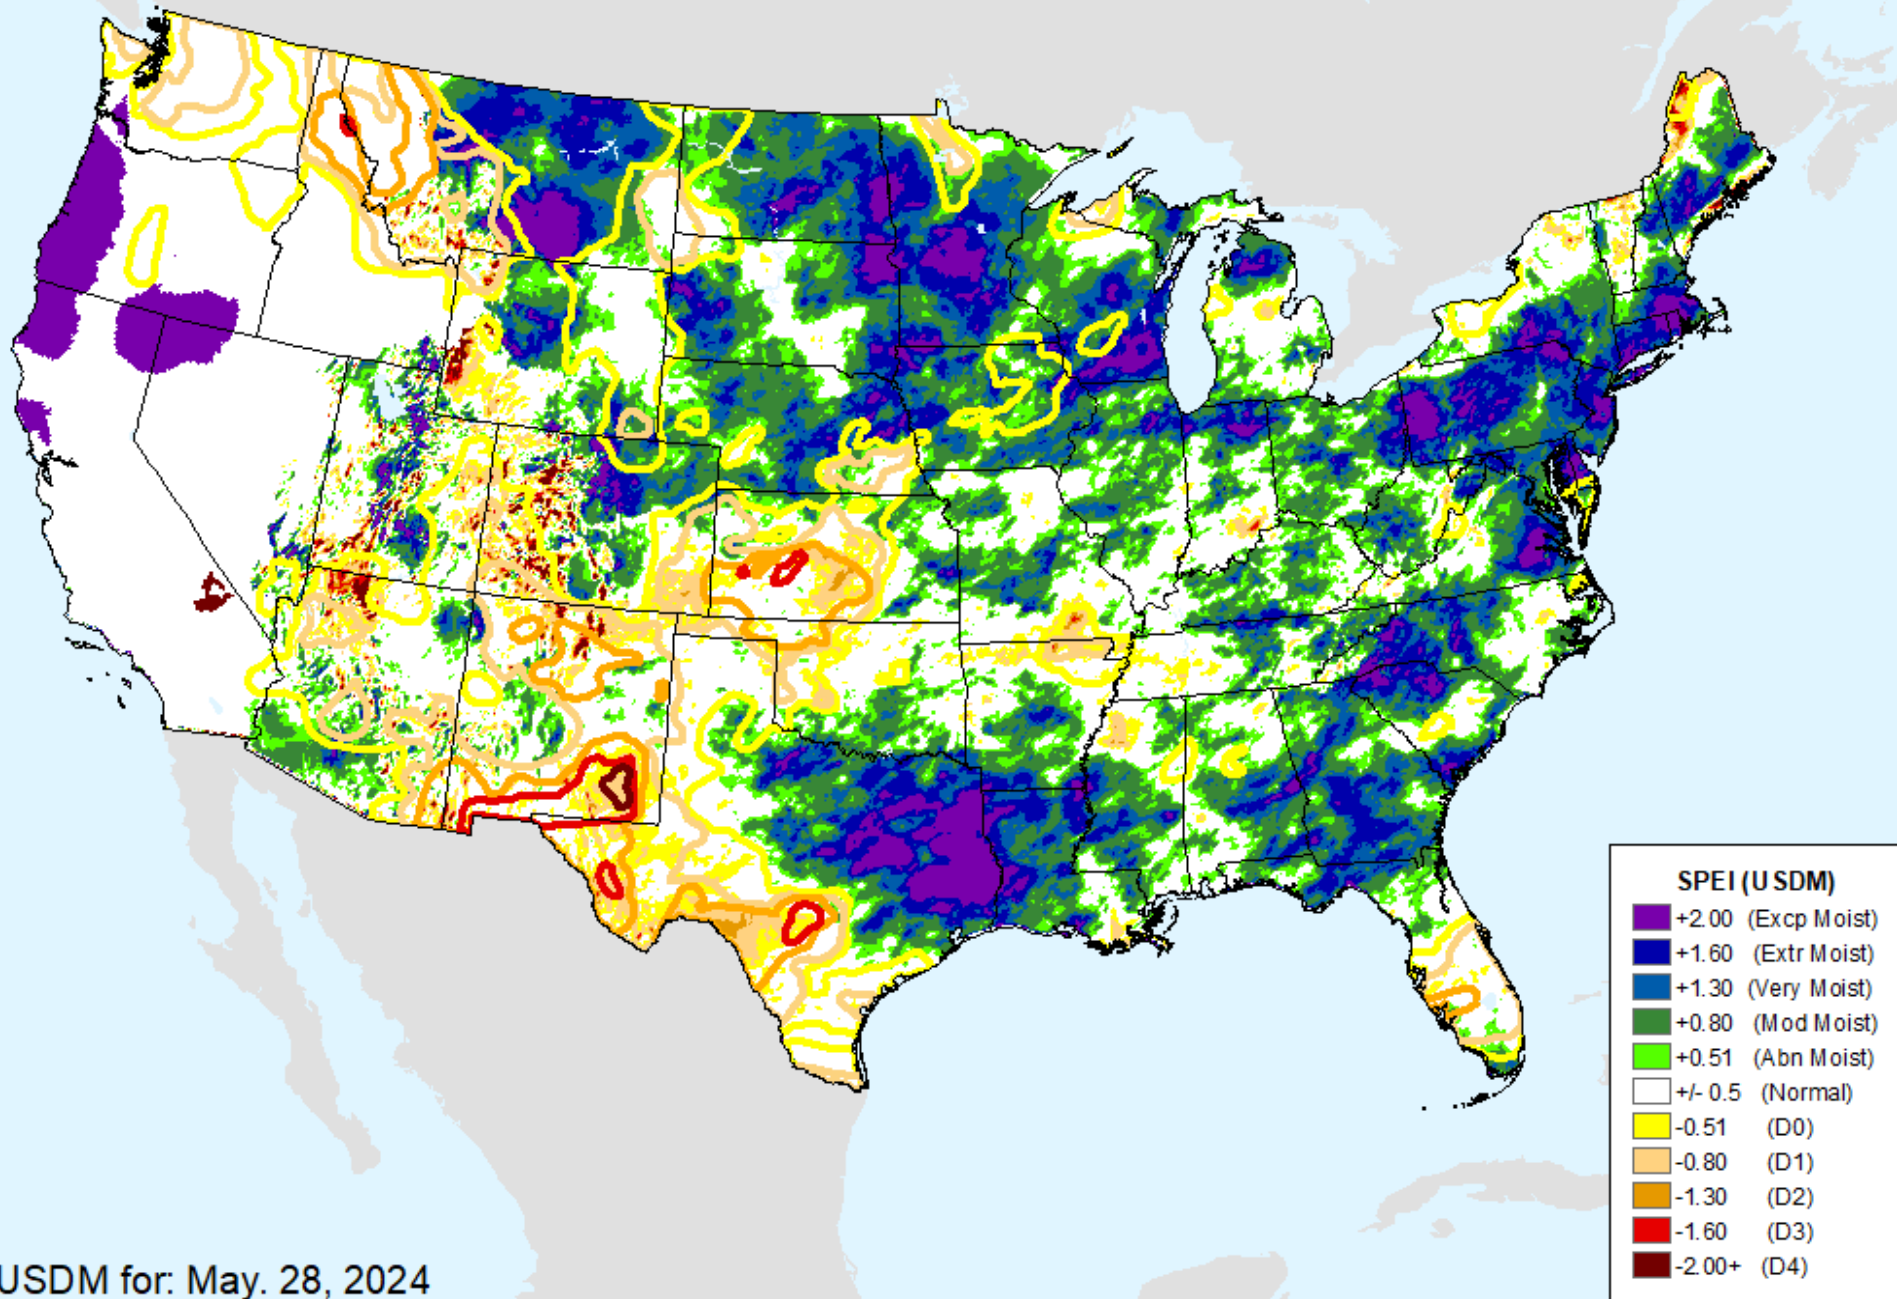 SPEI (USDM)
+2.00 (Excp Moist)
+1.60 (Extr Moist)
+1.30 (Very Moist)
+0.80 (Mod Moist)
+0.51 (Abn Moist)
+/- 0.5 (Normal)
-0.51 (D0)
-0.80 (D1)
-1.30 (D2)
-1.60 (D3)
-2.00+ (D4)
USDM for: May. 28, 2024